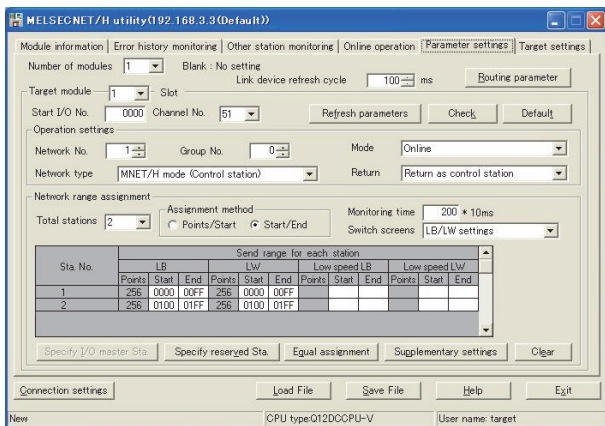 MELSECNET/H utility(192.168.3.3(Default))
Module information Error history monitoring Other station monitoring Online operation Parameter settings Target settings
Number of modules 1 Blank : No setting
Link device refresh cycle 100 ms Routing parameter
Target module 1 Slot
Start I/O No. 0000 Channel No. 51 Refresh parameters Check Default
Operation settings
Network No. 1 Group No. 0 Mode Online
Network type MNET/H mode (Control station) Return Return as control station
Network range assignment
Total stations 2 Assignment method Points/Start Start/End Monitoring time 200 * 10ms
Switch screens LB/LW settings
Sta. No. Send range for each station
LB LW Low speed LB Low speed LW
Points Start End Points Start End Points Start End Points Start End
1 256 0000 00FF 256 0000 00FF
2 256 0100 01FF 256 0100 01FF
Specify I/O master Sta. Specify reserved Sta. Equal assignment Supplementary settings Clear
Connection settings Load File Save File Help Exit
New CPU type:Q12DCCPU-V User name: target